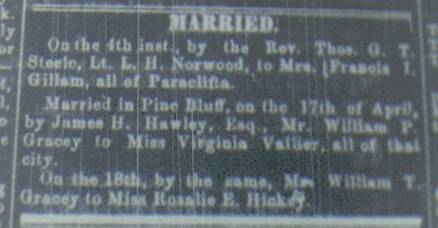 MARRIED.
On the 4th inst., by the Rev. Thos. G. T.
Steele, Lt. L. H. Norwood, to Mrs. [Francis I.
Gillam, all of Paraclifta.
Married in Pine Bluff, on the 17th of April,
by James H. Hawley, Esq., Mr. William P.
Gracey to Miss Virginia Vallier, all of that
city.
On the 18th, by the same, Mr. William T.
Gracey to Miss Rosalie E. Hickey.